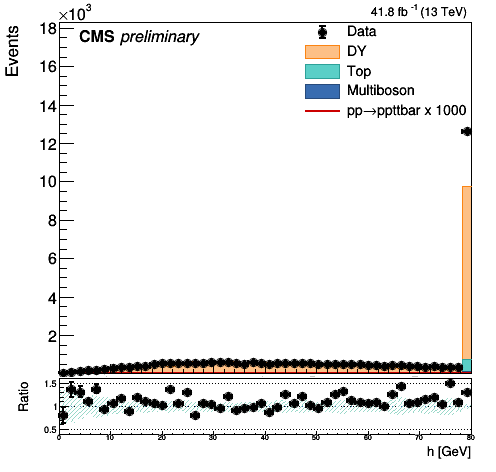 ×10³
41.8 fb⁻¹ (13 TeV)
CMS preliminary
Events
Data
DY
Top
Multiboson
pp→ppttbar x 1000
18
16
14
12
10
8
6
4
2
Ratio
1.5
1
0.5
0 10 20 30 40 50 60 70 80
h [GeV]